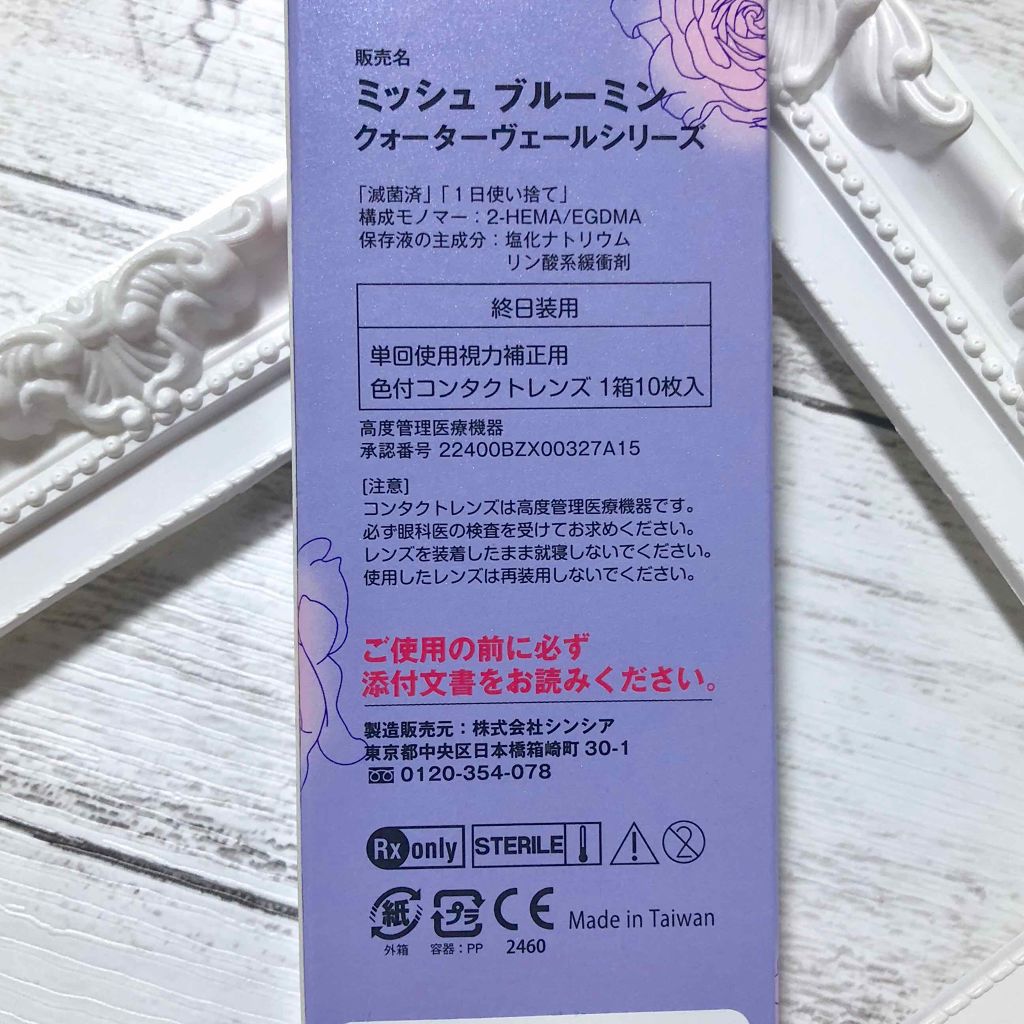 販売名
ミッシュ ブルーミン
クォーターヴェールシリーズ
「滅菌済」「1日使い捨て」
構成モノマー：2-HEMA/EGDMA
保存液の主成分：塩化ナトリウム
リン酸系緩衝剤
終日装用
単回使用視力補正用
色付コンタクトレンズ 1箱10枚入
高度管理医療機器
承認番号 22400BZX00327A15
[注意]
コンタクトレンズは高度管理医療機器です。
必ず眼科医の検査を受けてお求めください。
レンズを装着したまま就寝しないでください。
使用したレンズは再装用しないでください。
ご使用の前に必ず
添付文書をお読みください。
製造販売元：株式会社シンシア
東京都中央区日本橋箱崎町 30-1
0120-354-078
Rx only STERILE 2
紙 プラ CE Made in Taiwan
外箱 容器：PP 2460